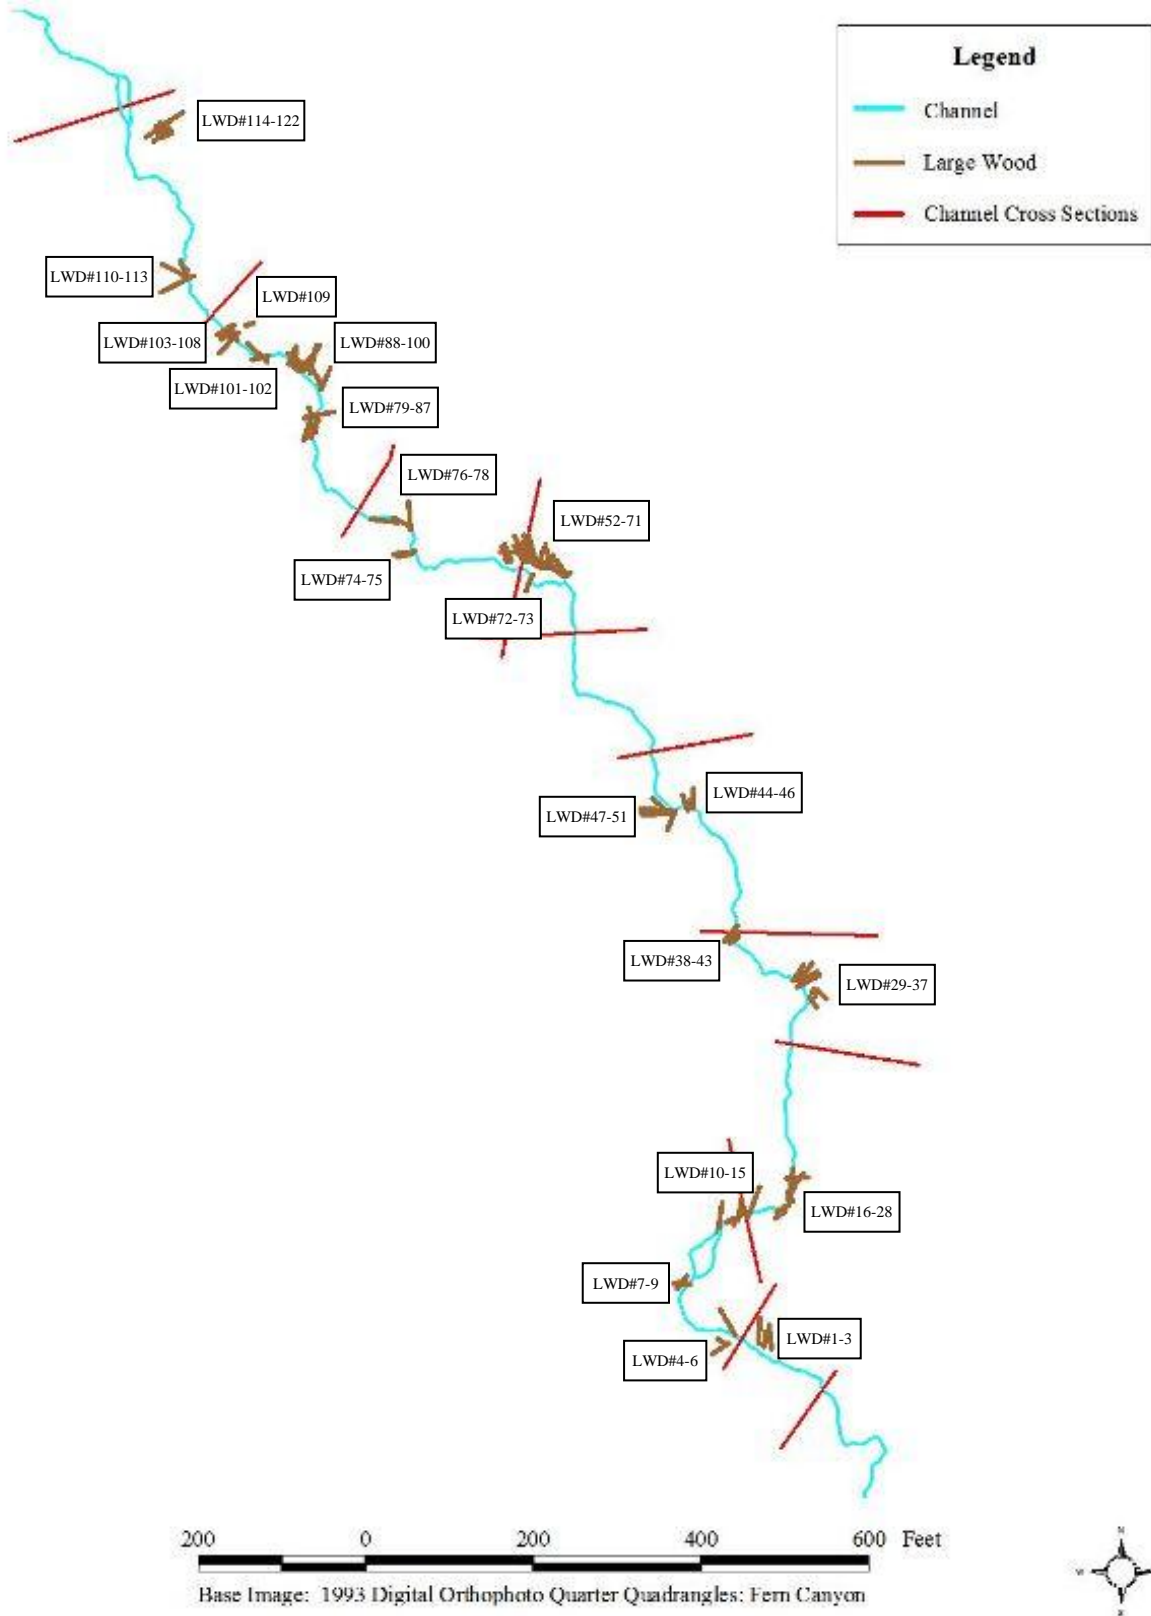 Legend
Channel
Large Wood
Channel Cross Sections
LWD#114-122
LWD#110-113
LWD#109
LWD#103-108
LWD#88-100
LWD#101-102
LWD#79-87
LWD#76-78
LWD#52-71
LWD#74-75
LWD#72-73
LWD#44-46
LWD#47-51
LWD#38-43
LWD#29-37
LWD#10-15
LWD#16-28
LWD#7-9
LWD#1-3
LWD#4-6
200 0 200 400 600 Feet
Base Image: 1993 Digital Orthophoto Quarter Quadrangles: Fern Canyon
N